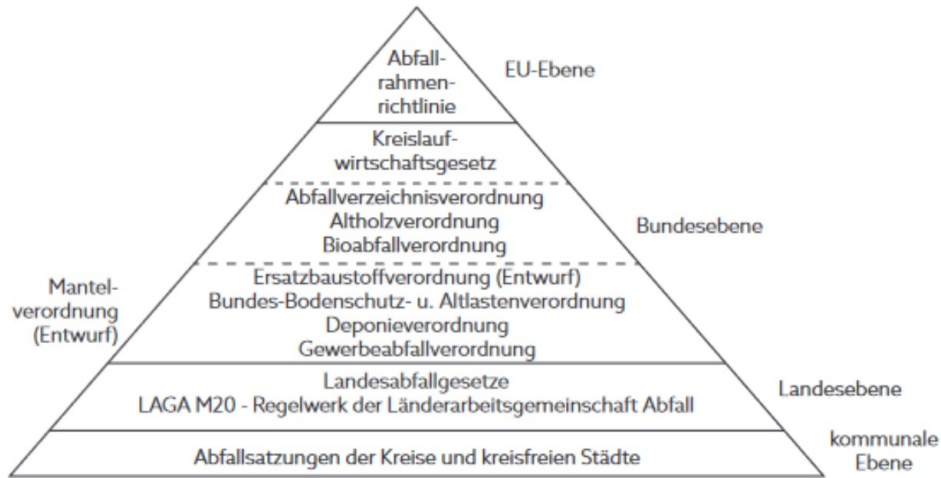 Abfall-
rahmen-
richtlinie
EU-Ebene
Kreislauf-
wirtschaftsgesetz
Abfallverzeichnisverordnung
Altholzverordnung
Bioabfallverordnung
Bundesebene
Mantel-
verordnung
(Entwurf)
Ersatzbaustoffverordnung (Entwurf)
Bundes-Bodenschutz- u. Altlastenverordnung
Deponieverordnung
Gewerbeabfallverordnung
Landesabfallgesetze
LAGA M20 - Regelwerk der Länderarbeitsgemeinschaft Abfall
Landesebene
Abfallsatzungen der Kreise und kreisfreien Städte
kommunale
Ebene